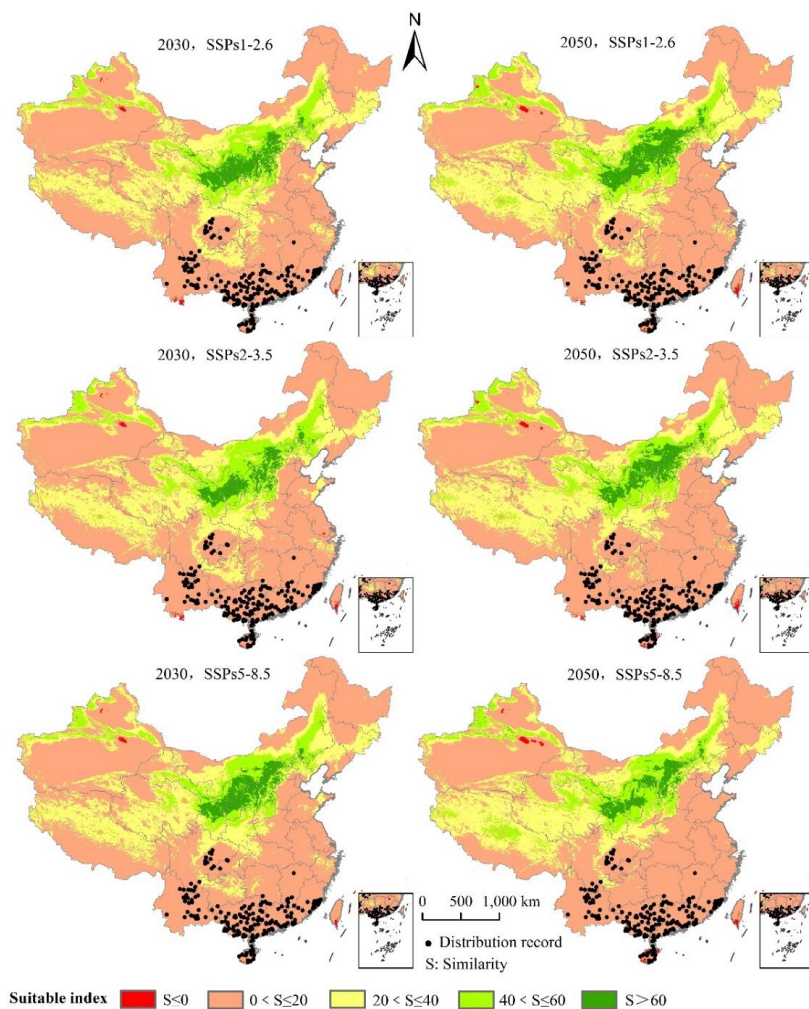 N
2030, SSPs1-2.6
2050, SSPs1-2.6
2030, SSPs2-3.5
2050, SSPs2-3.5
2030, SSPs5-8.5
2050, SSPs5-8.5
0 500 1,000 km
Distribution record
S: Similarity
Suitable index S<0 0 < S≤20 20 < S≤40 40 < S≤60 S＞60